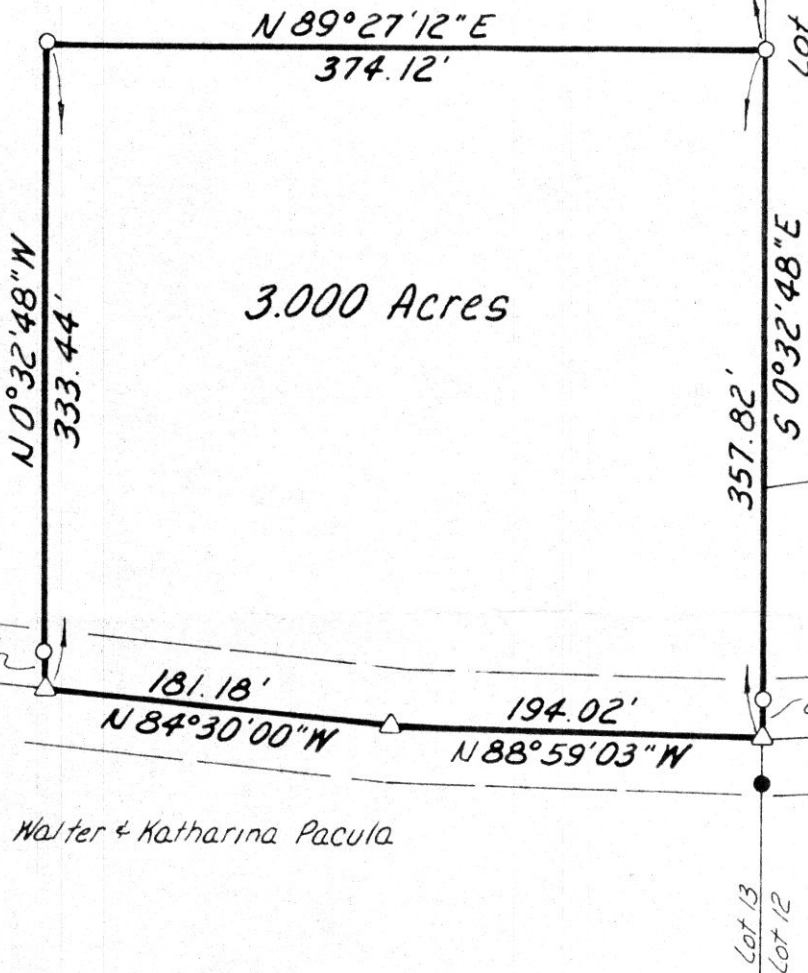 N 89°27'12"E
374.12'
Lot
N 0°32'48"W
333.44'
3.000 Acres
357.82'
S 0°32'48"E
181.18'
N 84°30'00"W
194.02'
N 88°59'03"W
Walter & Katharina Pacula
Lot 13
Lot 12